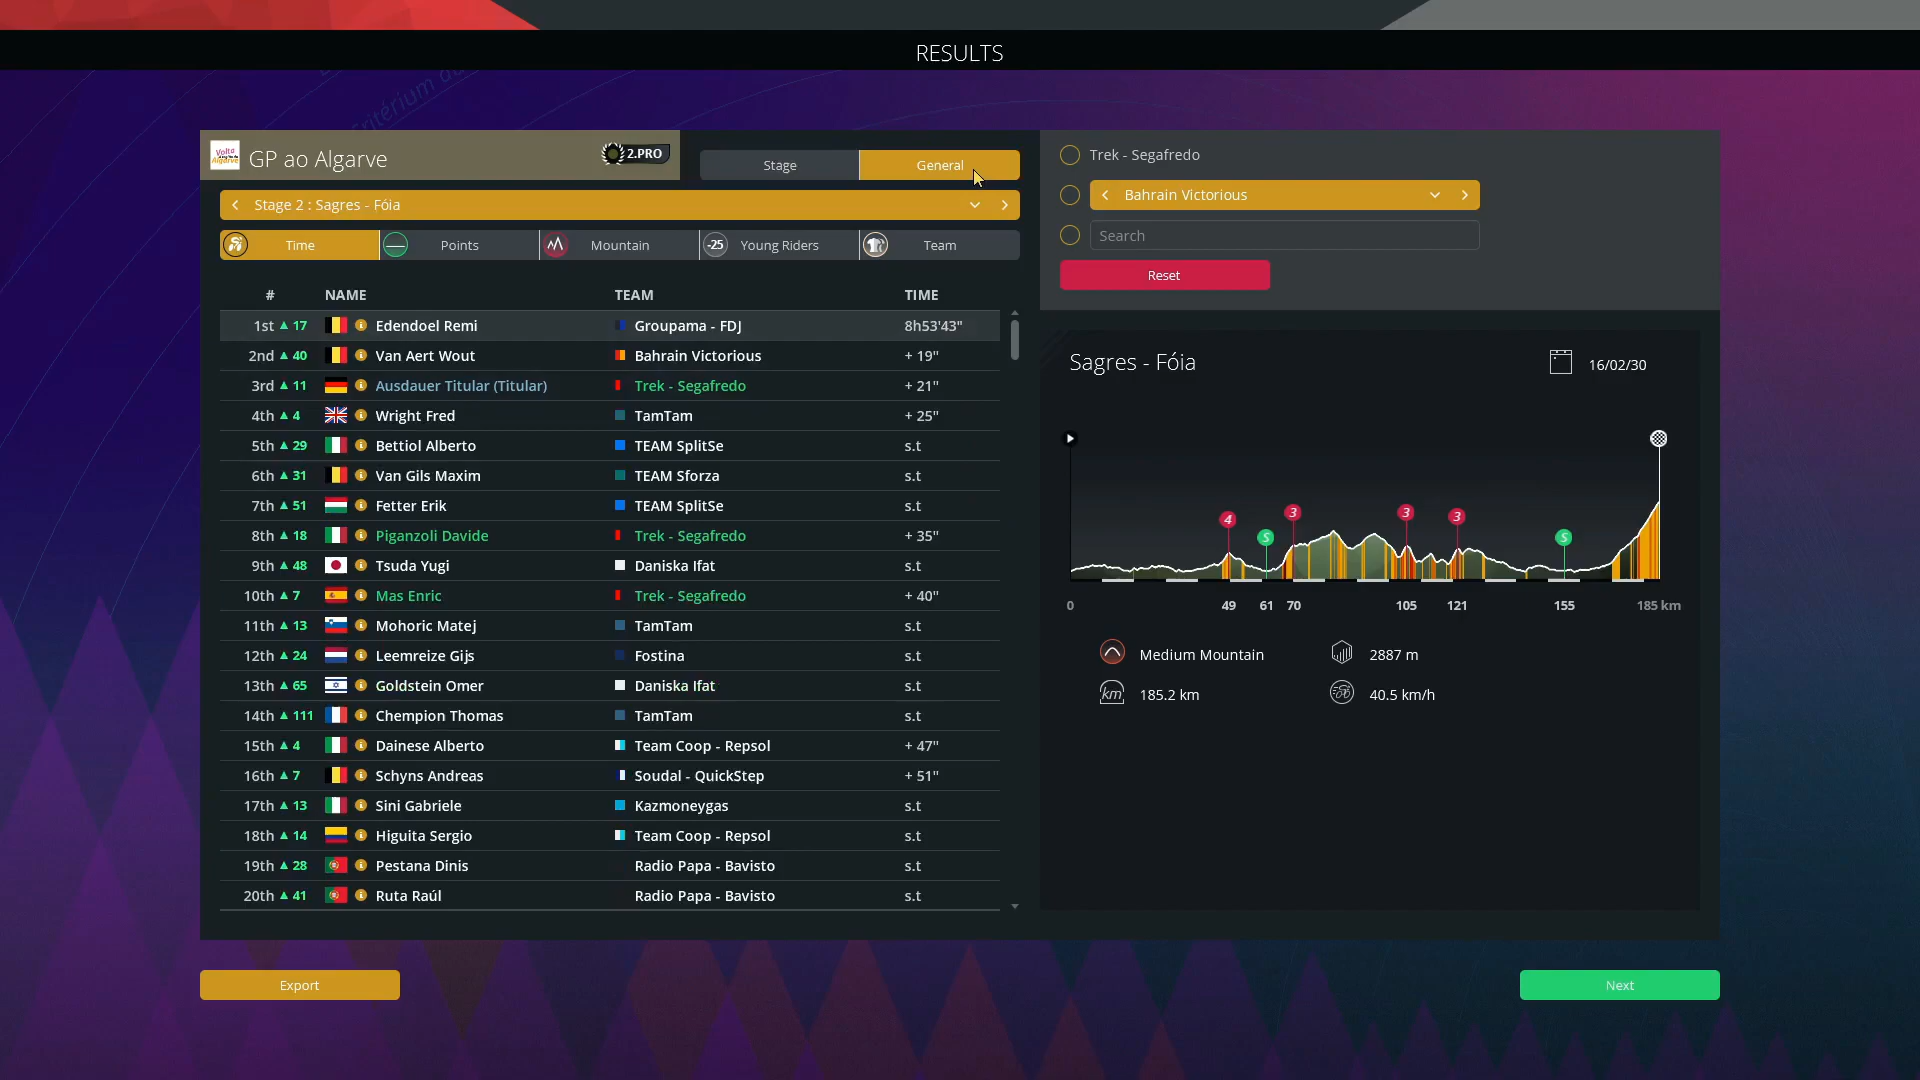 RESULTS
Volta ao Algarve
GP ao Algarve
2.PRO
Stage
General
Stage 2 : Sagres - Fóia
Time
Points
Mountain
-25 Young Riders
Team
# NAME TEAM TIME
1st ▲ 17 Edendoel Remi Groupama - FDJ 8h53'43"
2nd ▲ 40 Van Aert Wout Bahrain Victorious + 19"
3rd ▲ 11 Ausdauer Titular (Titular) Trek - Segafredo + 21"
4th ▲ 4 Wright Fred TamTam + 25"
5th ▲ 29 Bettiol Alberto TEAM SplitSe s.t
6th ▲ 31 Van Gils Maxim TEAM Sforza s.t
7th ▲ 51 Fetter Erik TEAM SplitSe s.t
8th ▲ 18 Piganzoli Davide Trek - Segafredo + 35"
9th ▲ 48 Tsuda Yugi Daniska Ifat s.t
10th ▲ 7 Mas Enric Trek - Segafredo + 40"
11th ▲ 13 Mohoric Matej TamTam s.t
12th ▲ 24 Leemreize Gijs Fostina s.t
13th ▲ 65 Goldstein Omer Daniska Ifat s.t
14th ▲ 111 Chempion Thomas TamTam s.t
15th ▲ 4 Dainese Alberto Team Coop - Repsol + 47"
16th ▲ 7 Schyns Andreas Soudal - QuickStep + 51"
17th ▲ 13 Sini Gabriele Kazmoneygas s.t
18th ▲ 14 Higuita Sergio Team Coop - Repsol s.t
19th ▲ 28 Pestana Dinis Radio Papa - Bavisto s.t
20th ▲ 41 Ruta Raúl Radio Papa - Bavisto s.t
Trek - Segafredo
Bahrain Victorious
Search
Reset
Sagres - Fóia
16/02/30
4 S 3 3 3 S
0 49 61 70 105 121 155 185 km
Medium Mountain
2887 m
km 185.2 km
40.5 km/h
Export
Next